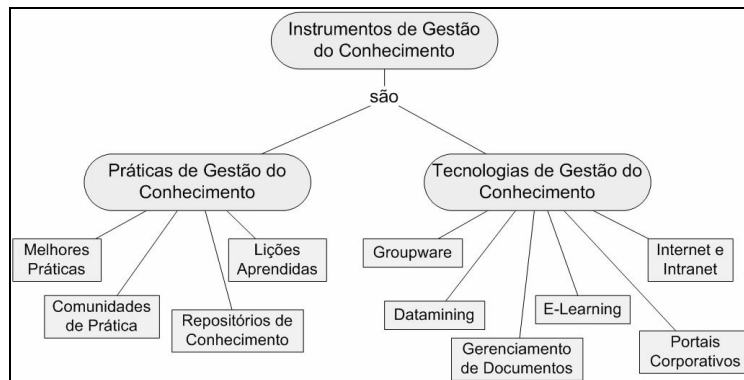 Instrumentos de Gestão
do Conhecimento
são
Práticas de Gestão do
Conhecimento
Tecnologias de Gestão do
Conhecimento
Melhores
Práticas
Lições
Aprendidas
Comunidades
de Prática
Repositórios de
Conhecimento
Groupware
Internet e
Intranet
Datamining
E-Learning
Gerenciamento
de Documentos
Portais
Corporativos